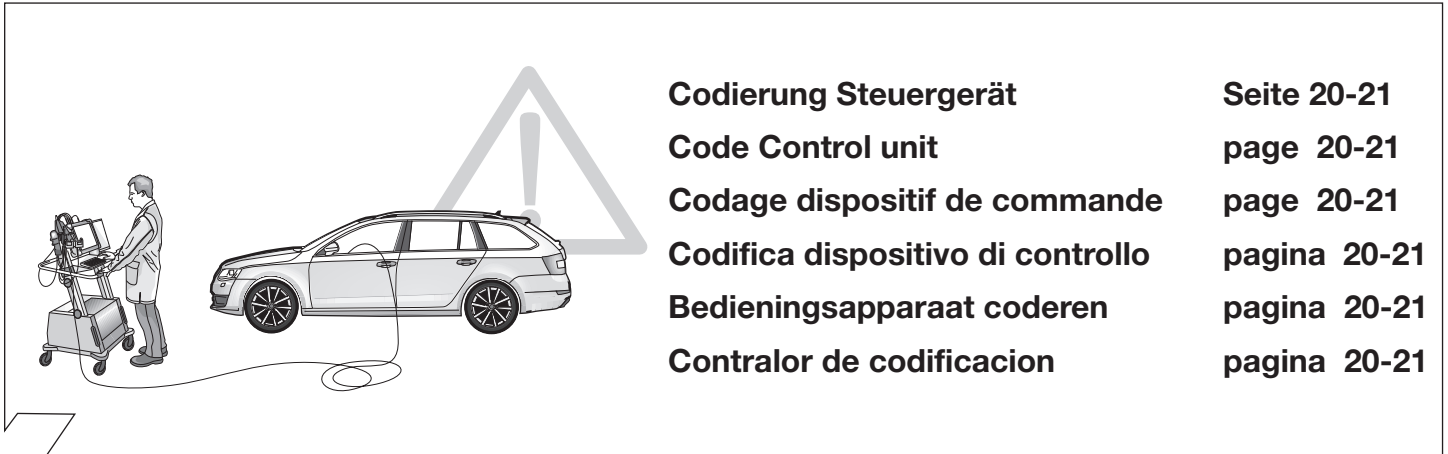 Codierung Steuergerät Seite 20-21
Code Control unit page 20-21
Codage dispositif de commande page 20-21
Codifica dispositivo di controllo pagina 20-21
Bedieningsapparaat coderen pagina 20-21
Contralor de codificacion pagina 20-21